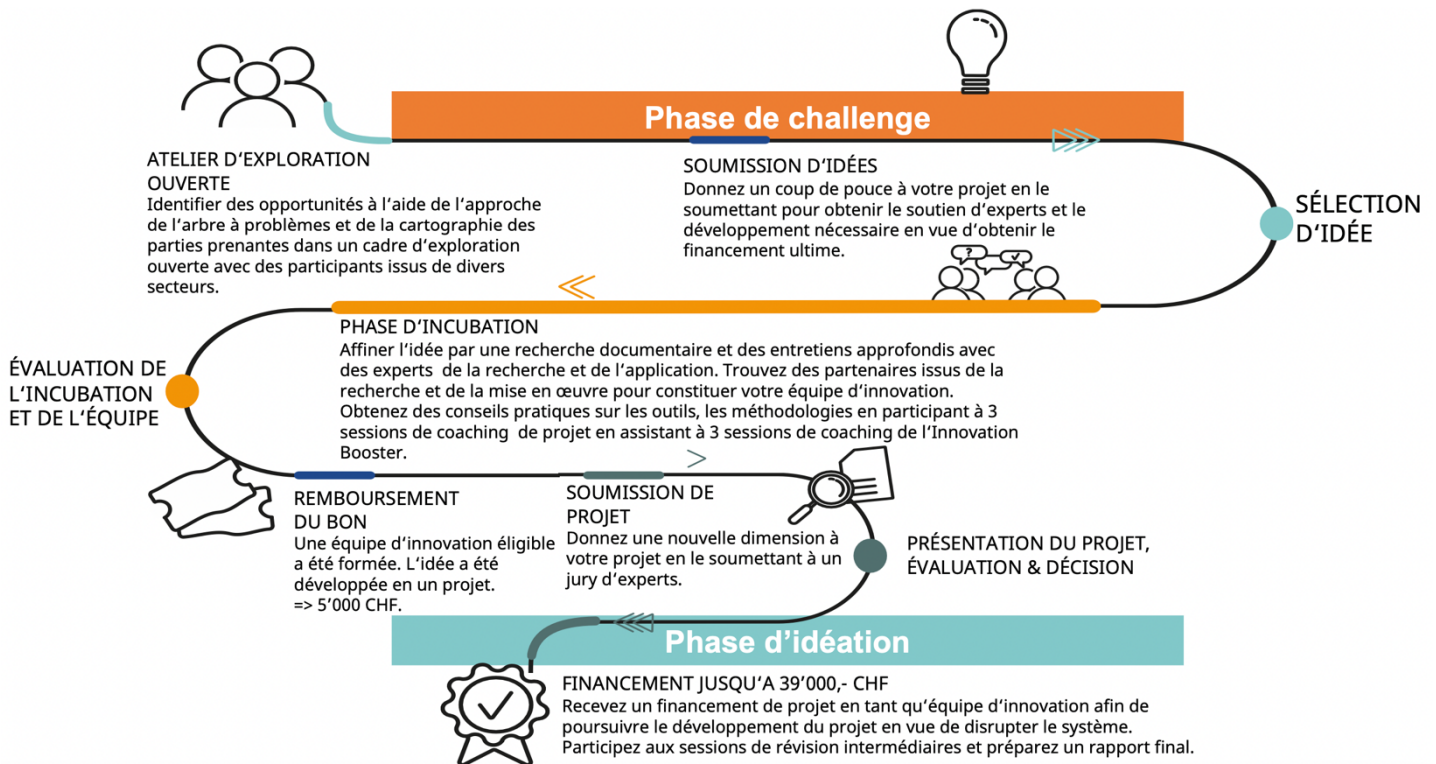 Phase de challenge
ATELIER D‘EXPLORATION
OUVERTE
Identifier des opportunités à l‘aide de l‘approche
de l‘arbre à problèmes et de la cartographie des
parties prenantes dans un cadre d‘exploration
ouverte avec des participants issus de divers
secteurs.
SOUMISSION D‘IDÉES
Donnez un coup de pouce à votre projet en le
soumettant pour obtenir le soutien d‘experts et le
développement nécessaire en vue d‘obtenir le
financement ultime.
SÉLECTION
D‘IDÉE
?
PHASE D‘INCUBATION
Affiner l‘idée par une recherche documentaire et des entretiens approfondis avec
des experts  de la recherche et de l‘application. Trouvez des partenaires issus de la
recherche et de la mise en œuvre pour constituer votre équipe d‘innovation.
Obtenez des conseils pratiques sur les outils, les méthodologies en participant à 3
sessions de coaching  de projet en assistant à 3 sessions de coaching de l‘Innovation
Booster.
ÉVALUATION DE
L‘INCUBATION
ET DE L‘ÉQUIPE
REMBOURSEMENT
DU BON
Une équipe d‘innovation éligible
a été formée. L‘idée a été
développée en un projet.
=> 5’000 CHF.
SOUMISSION DE
PROJET
Donnez une nouvelle dimension à
votre projet en le soumettant à un
jury d‘experts.
PRÉSENTATION DU PROJET,
ÉVALUATION & DÉCISION
Phase d’idéation
FINANCEMENT JUSQU‘A 39’000,- CHF
Recevez un financement de projet en tant qu‘équipe d‘innovation afin de
poursuivre le développement du projet en vue de disrupter le système.
Participez aux sessions de révision intermédiaires et préparez un rapport final.